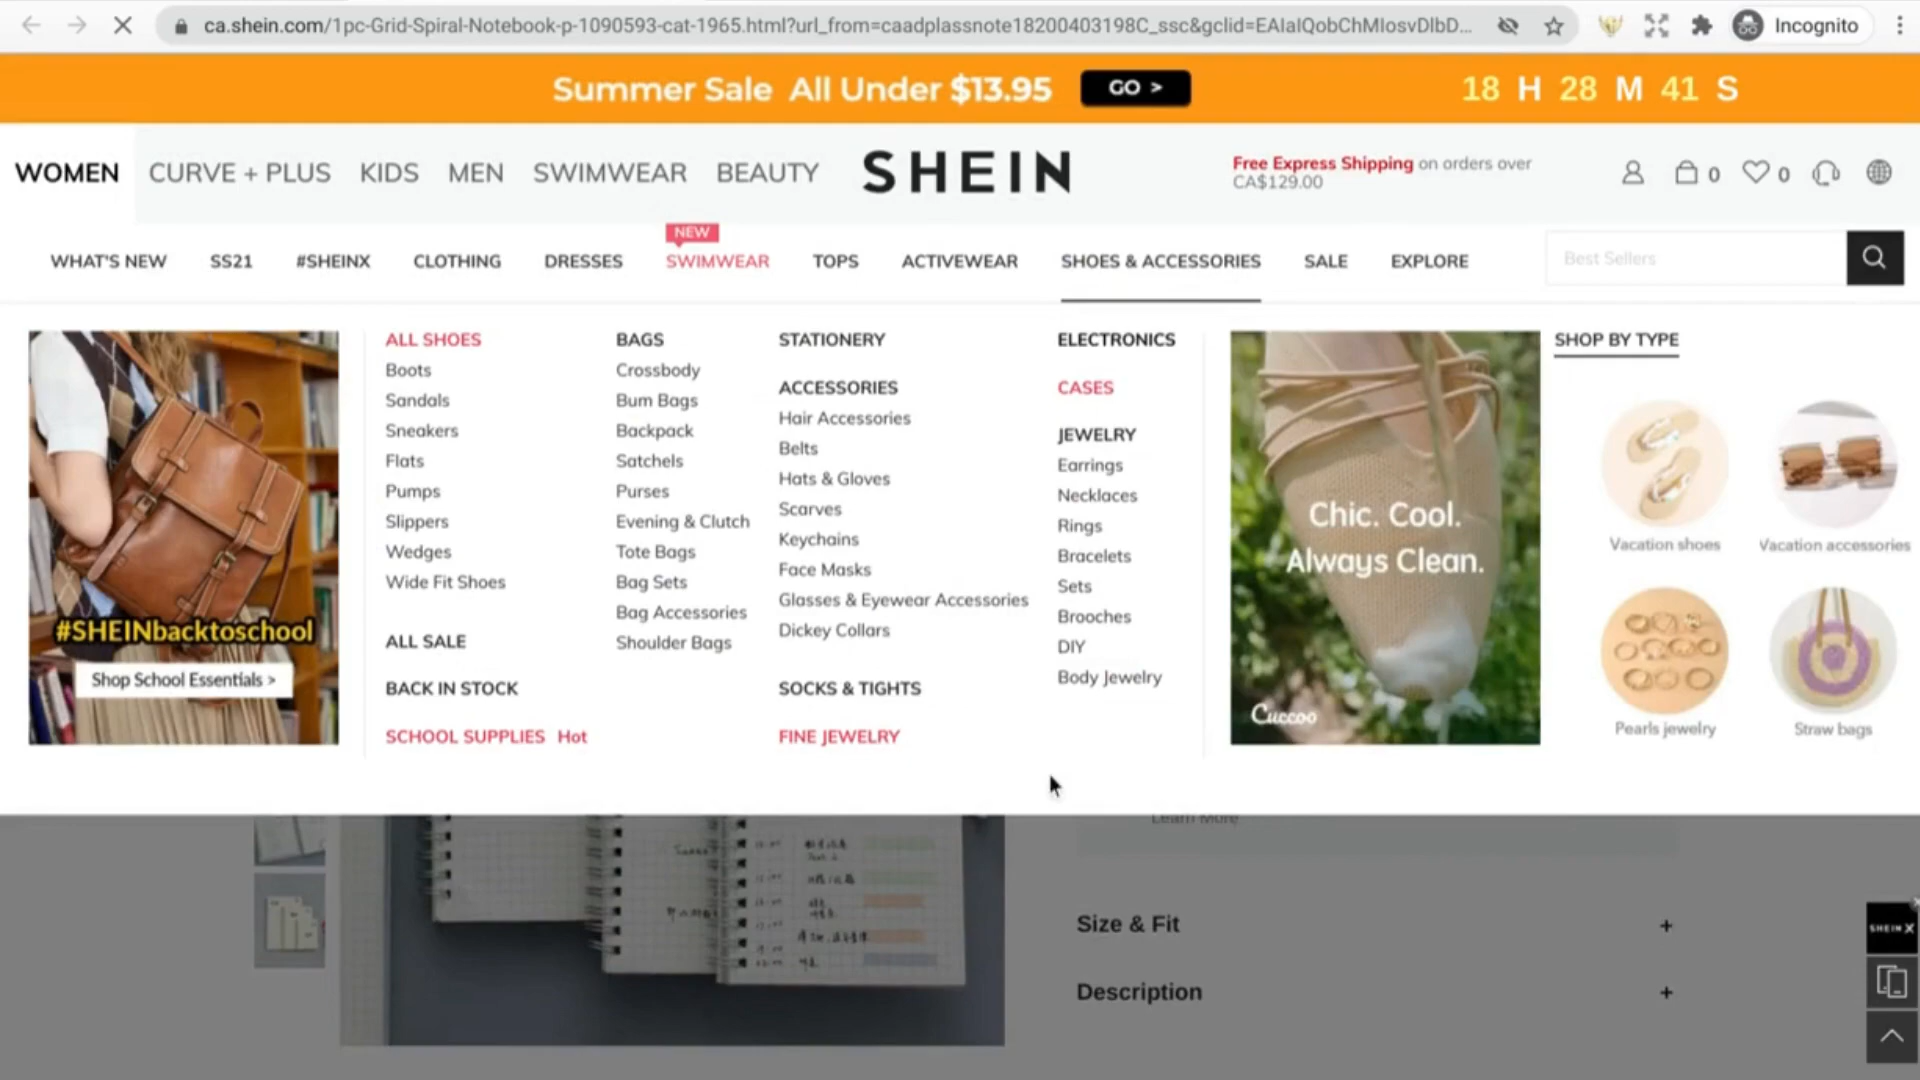 ca.shein.com/1pc-Grid-Spiral-Notebook-p-1090593-cat-1965.html?url_from=caadplassnote18200403198C_ssc&gclid=EAIaIQobChMIosvDlbD...
Incognito
Summer Sale All Under $13.95
GO >
18 H 28 M 41 S
WOMEN
CURVE + PLUS
KIDS
MEN
SWIMWEAR
BEAUTY
SHEIN
Free Express Shipping on orders over
CA$129.00
0
0
NEW
WHAT'S NEW
SS21
#SHEINX
CLOTHING
DRESSES
SWIMWEAR
TOPS
ACTIVEWEAR
SHOES & ACCESSORIES
SALE
EXPLORE
Best Sellers
#SHEINbacktoschool
Shop School Essentials >
ALL SHOES
Boots
Sandals
Sneakers
Flats
Pumps
Slippers
Wedges
Wide Fit Shoes
ALL SALE
BACK IN STOCK
SCHOOL SUPPLIES Hot
BAGS
Crossbody
Bum Bags
Backpack
Satchels
Purses
Evening & Clutch
Tote Bags
Bag Sets
Bag Accessories
Shoulder Bags
STATIONERY
ACCESSORIES
Hair Accessories
Belts
Hats & Gloves
Scarves
Keychains
Face Masks
Glasses & Eyewear Accessories
Dickey Collars
SOCKS & TIGHTS
FINE JEWELRY
ELECTRONICS
CASES
JEWELRY
Earrings
Necklaces
Rings
Bracelets
Sets
Brooches
DIY
Body Jewelry
Chic. Cool.
Always Clean.
Cuccoo
SHOP BY TYPE
Vacation shoes
Vacation accessories
Pearls jewelry
Straw bags
Learn More
Size & Fit
+
Description
+
SHEIN X